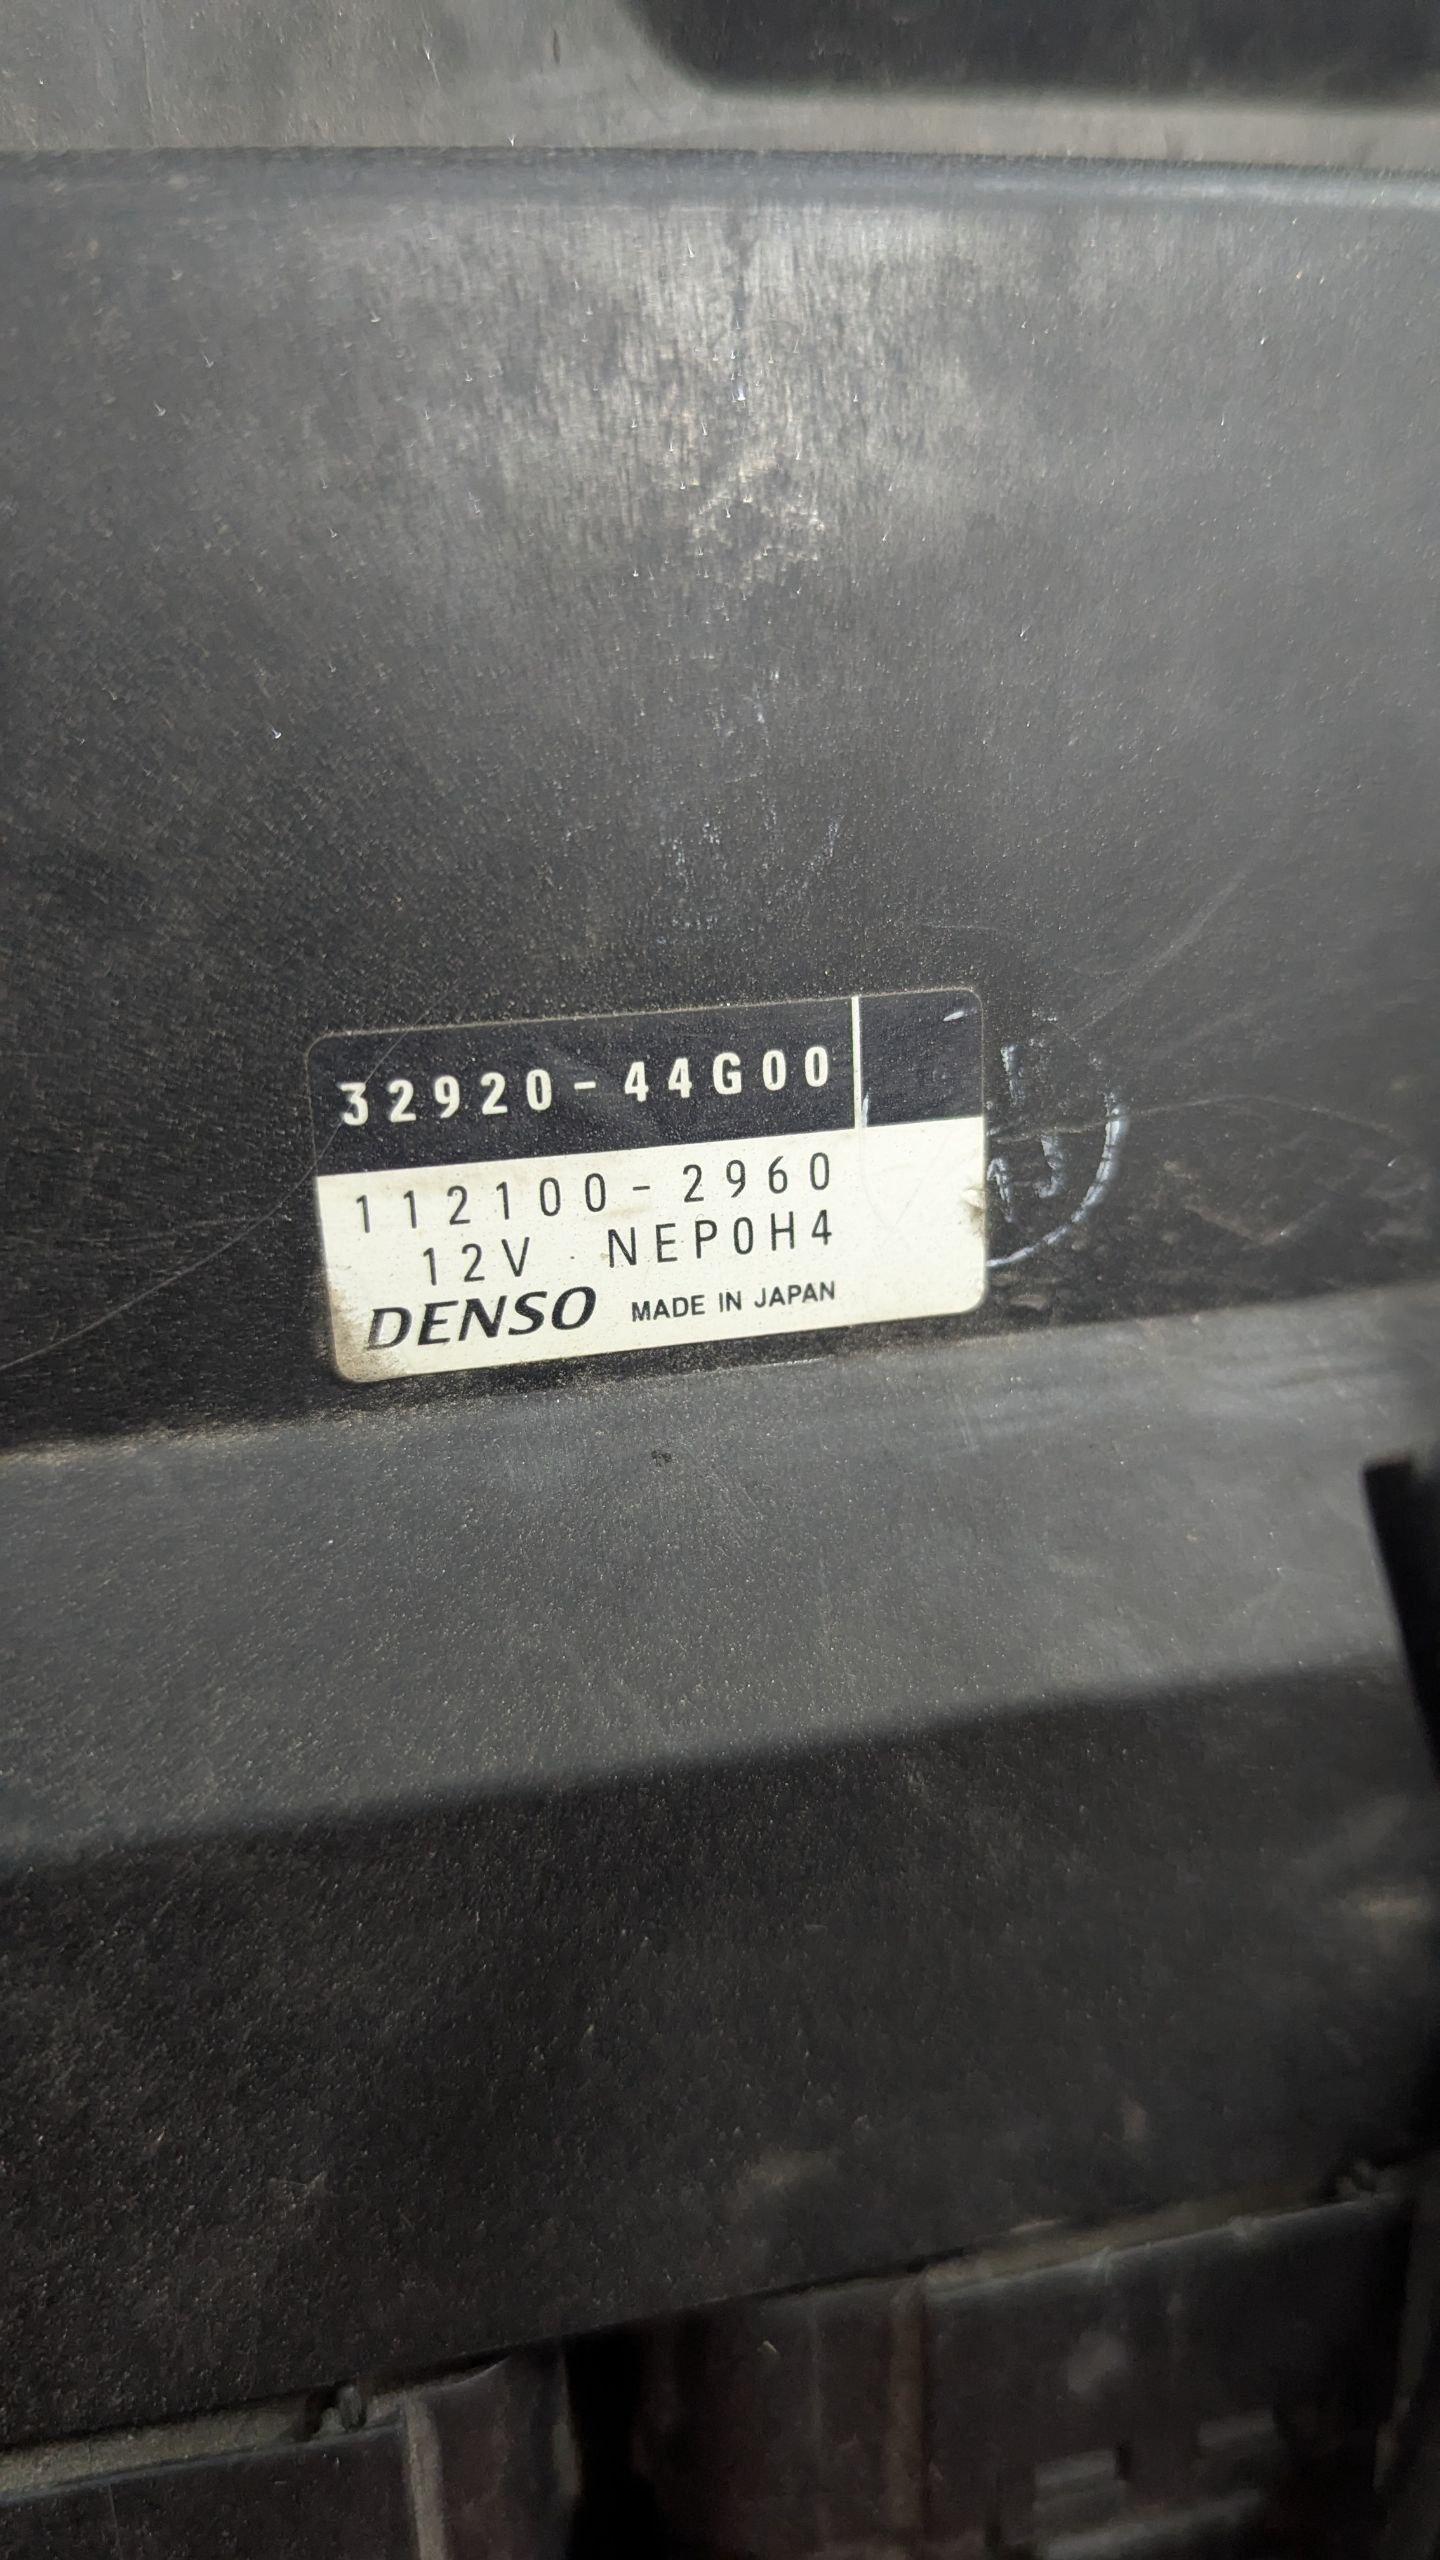 32920-44G00
112100-2960
12V NEP0H4
DENSO MADE IN JAPAN